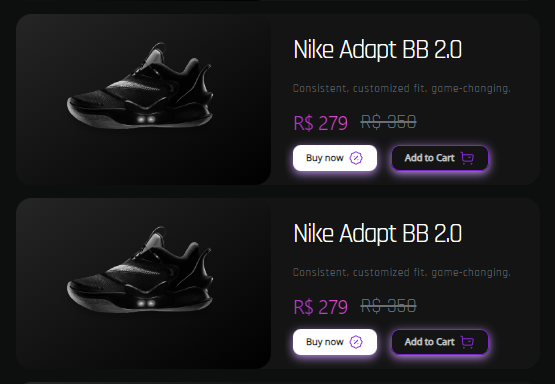 Nike Adapt BB 2.0
Consistent, customized fit, game-changing.
R$ 279 R$ 350
Buy now Add to Cart
Nike Adapt BB 2.0
Consistent, customized fit, game-changing.
R$ 279 R$ 350
Buy now Add to Cart